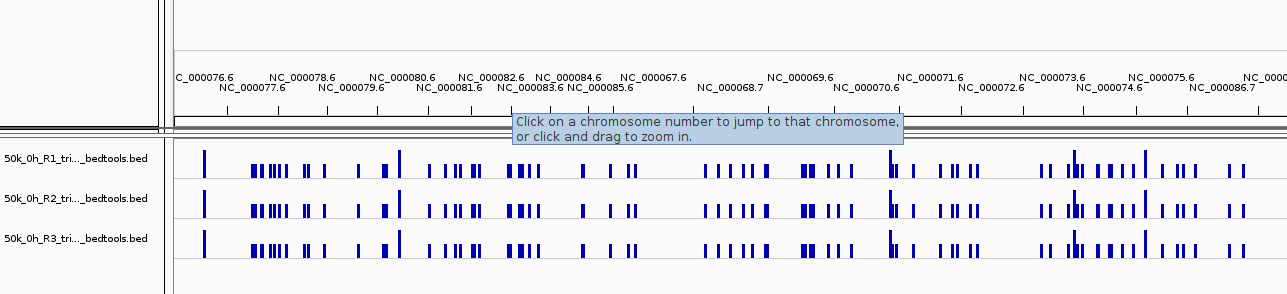 C_000076.6 NC_000078.6 NC_000080.6 NC_000082.6 NC_000084.6 NC_000067.6 NC_000069.6 NC_000071.6 NC_000073.6 NC_000075.6 NC_0000
NC_000077.6 NC_000079.6 NC_000081.6 NC_000083.6 NC_000085.6 NC_000068.7 NC_000070.6 NC_000072.6 NC_000074.6 NC_000086.7
Click on a chromosome number to jump to that chromosome,
or click and drag to zoom in.
50k_0h_R1_tri..._bedtools.bed
50k_0h_R2_tri..._bedtools.bed
50k_0h_R3_tri..._bedtools.bed